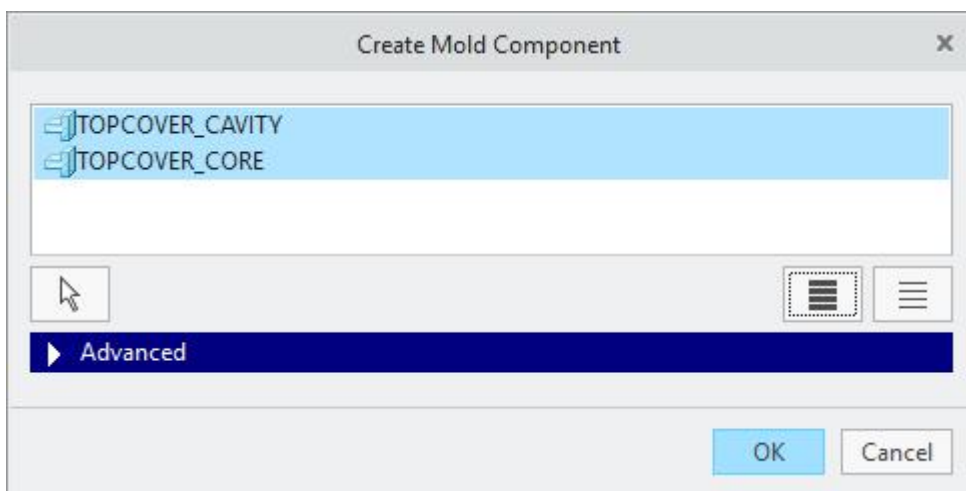 Create Mold Component
TOPCOVER_CAVITY
TOPCOVER_CORE
Advanced
OK
Cancel